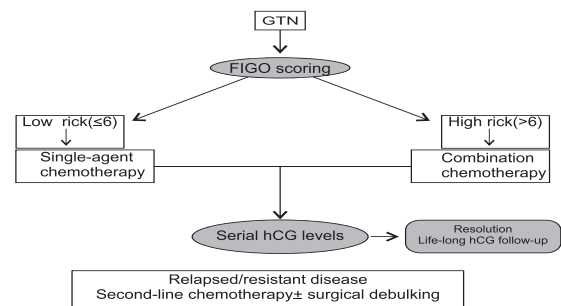 GTN
FIGO scoring
Low rick(≤6)
High rick(>6)
Single-agent
chemotherapy
Combination
chemotherapy
Serial hCG levels
Resolution
Life-long hCG follow-up
Relapsed/resistant disease
Second-line chemotherapy± surgical debulking